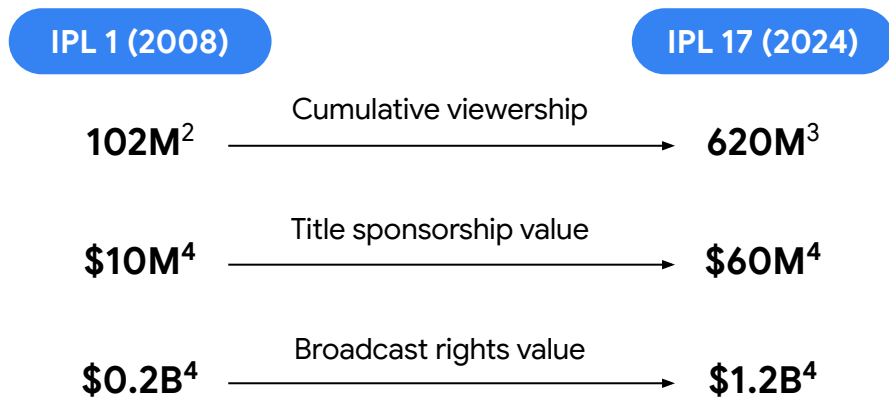 IPL 1 (2008) IPL 17 (2024)
Cumulative viewership
102M² 620M³
Title sponsorship value
$10M⁴ $60M⁴
Broadcast rights value
$0.2B⁴ $1.2B⁴